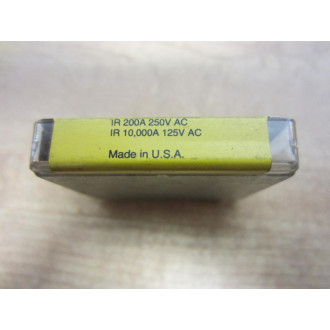 IR 200A 250V AC
IR 10,000A 125V AC
Made in U.S.A.